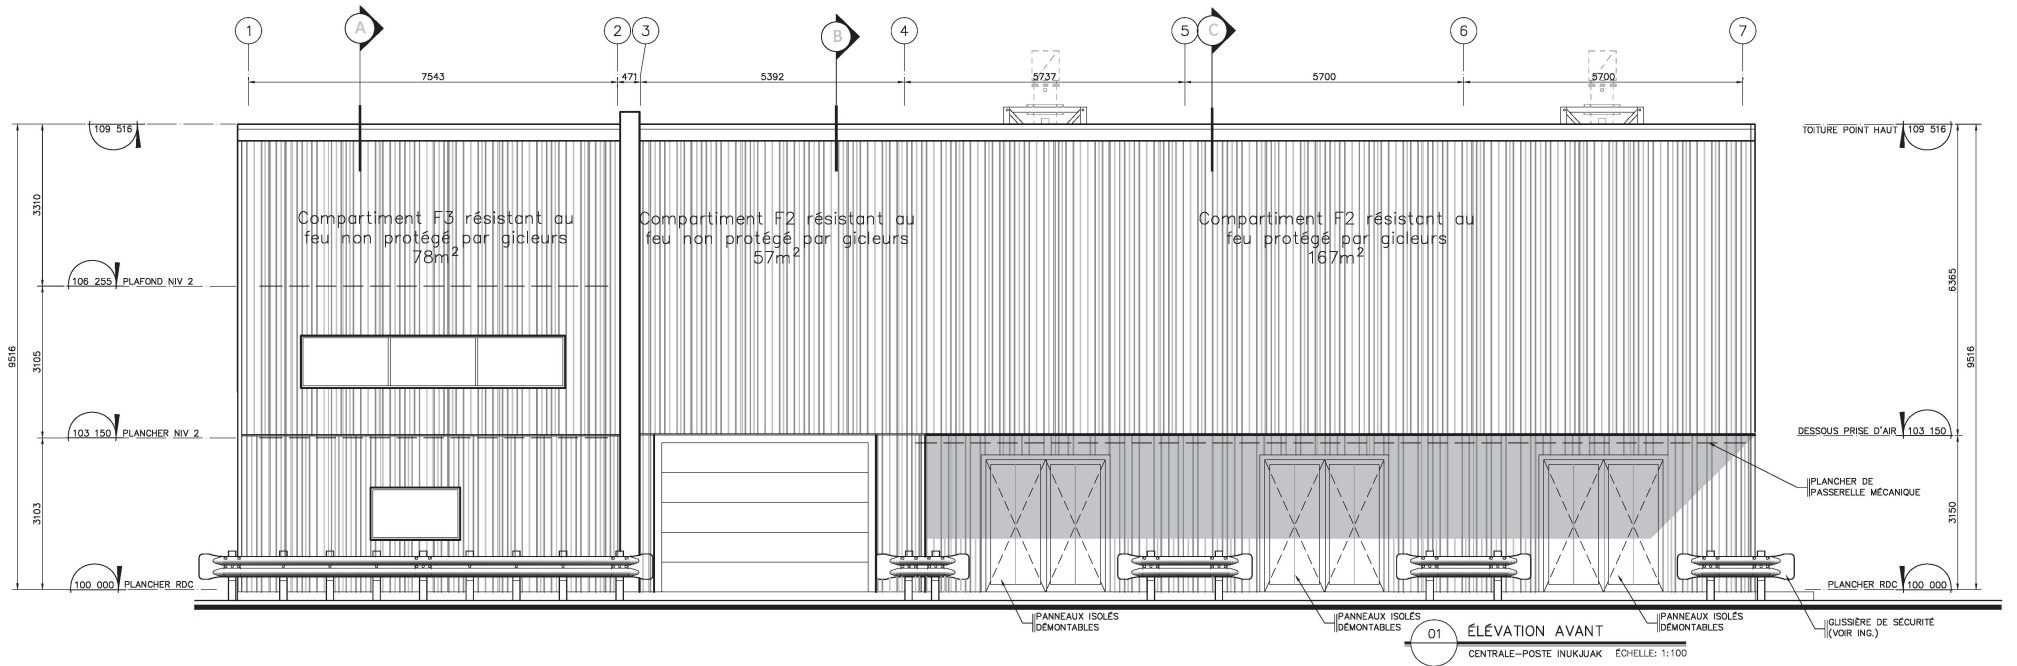 1
A
2
3
B
4
5
C
6
7
7543
471
5392
5737
5700
5700
109 516
TOITURE POINT HAUT 109 516
3310
9516
3105
3103
Compartiment F3 résistant au
feu non protégé par gicleurs
78m²
Compartiment F2 résistant au
feu non protégé par gicleurs
57m²
Compartiment F2 résistant au
feu protégé par gicleurs
167m²
106 255 PLAFOND NIV 2
103 150 PLANCHER NIV 2
100 000 PLANCHER RDC
6365
9516
3150
DESSOUS PRISE D'AIR 103 150
PLANCHER DE
PASSERELLE MÉCANIQUE
PLANCHER RDC 100 000
PANNEAUX ISOLÉS
DÉMONTABLES
PANNEAUX ISOLÉS
DÉMONTABLES
PANNEAUX ISOLÉS
DÉMONTABLES
GLISSIÈRE DE SÉCURITÉ
(VOIR ING.)
01 ÉLÉVATION AVANT
CENTRALE-POSTE INUKJUAK ÉCHELLE: 1:100